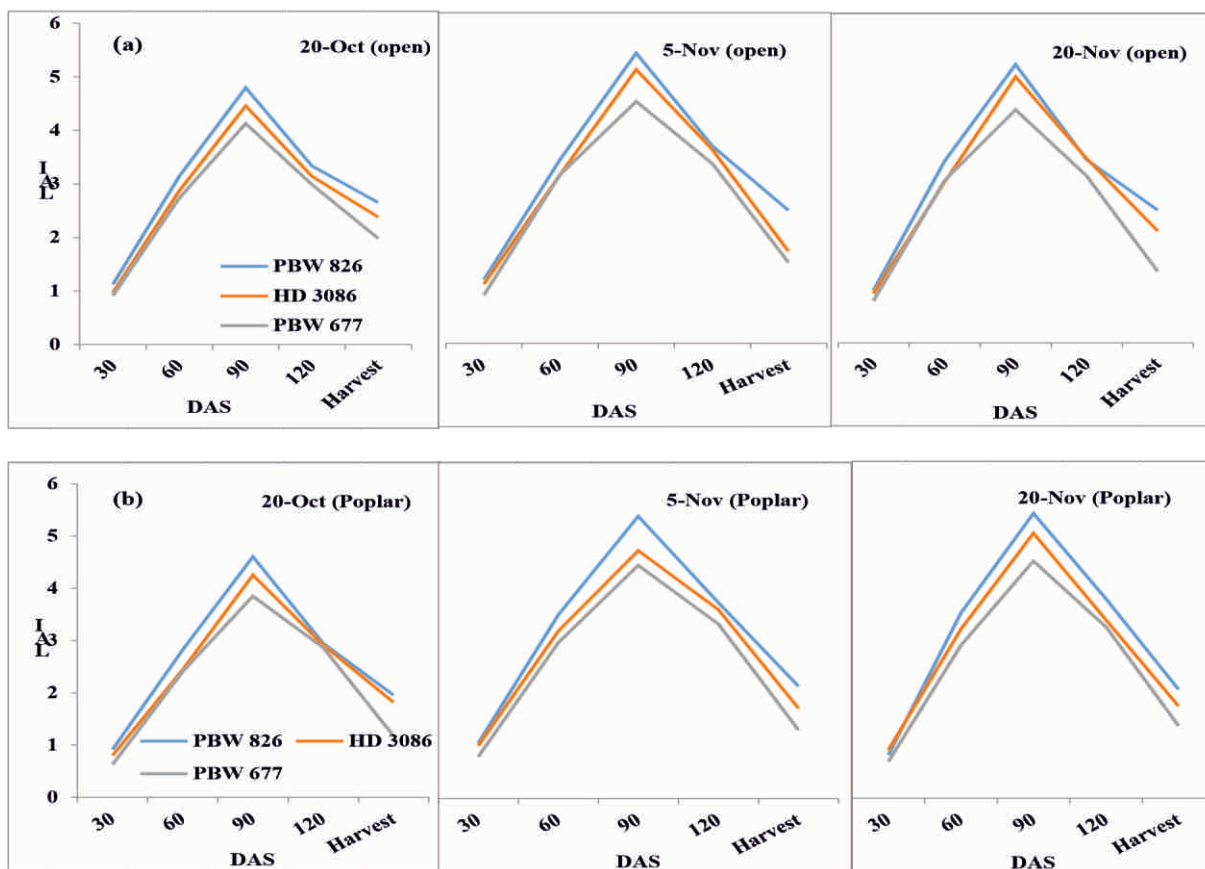 (a)
20-Oct (open)
5-Nov (open)
20-Nov (open)
6
5
4
3
2
1
0
LAI
PBW 826
HD 3086
PBW 677
30 60 90 120 Harvest
30 60 90 120 Harvest
30 60 90 120 Harvest
DAS
DAS
DAS
(b)
20-Oct (Poplar)
5-Nov (Poplar)
20-Nov (Poplar)
6
5
4
3
2
1
0
LAI
PBW 826
HD 3086
PBW 677
30 60 90 120 Harvest
30 60 90 120 Harvest
30 60 90 120 Harvest
DAS
DAS
DAS